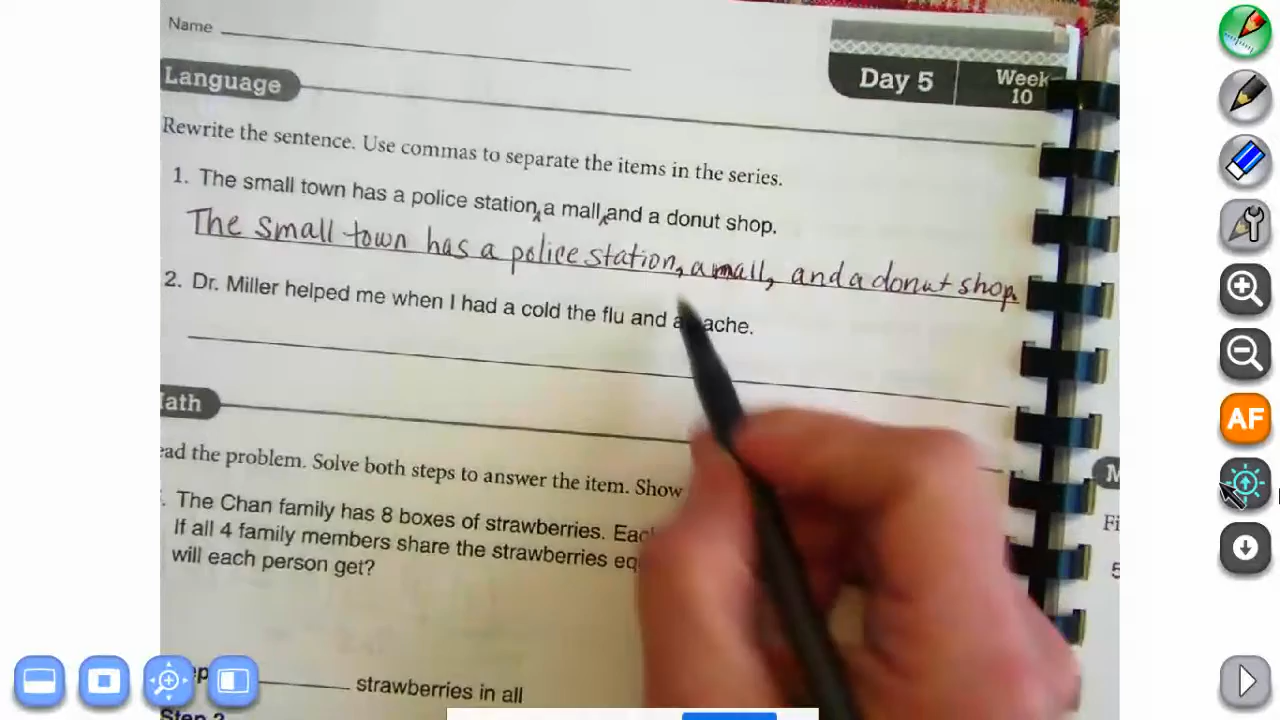 Name
Day 5
Week 10
Language
Rewrite the sentence. Use commas to separate the items in the series.
1. The small town has a police station, a mall, and a donut shop.
The small town has a police station, a mall, and a donut shop.
2. Dr. Miller helped me when I had a cold the flu and a ache.
ath
ead the problem. Solve both steps to answer the item. Show
The Chan family has 8 boxes of strawberries. Eac
If all 4 family members share the strawberries eq
will each person get?
strawberries in all
Step 2
M
Fi
5
AF